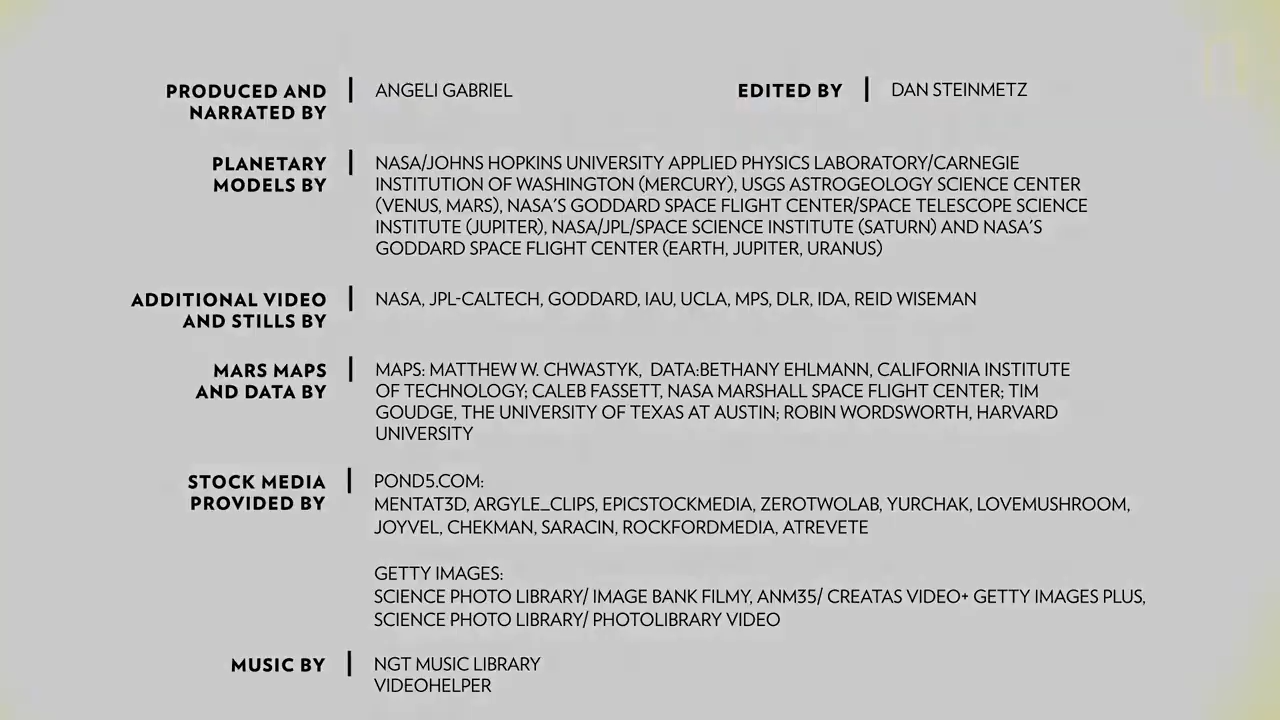 PRODUCED AND
NARRATED BY
ANGELI GABRIEL
EDITED BY
DAN STEINMETZ
PLANETARY
MODELS BY
NASA/JOHNS HOPKINS UNIVERSITY APPLIED PHYSICS LABORATORY/CARNEGIE
INSTITUTION OF WASHINGTON (MERCURY), USGS ASTROGEOLOGY SCIENCE CENTER
(VENUS, MARS), NASA'S GODDARD SPACE FLIGHT CENTER/SPACE TELESCOPE SCIENCE
INSTITUTE (JUPITER), NASA/JPL/SPACE SCIENCE INSTITUTE (SATURN) AND NASA'S
GODDARD SPACE FLIGHT CENTER (EARTH, JUPITER, URANUS)
ADDITIONAL VIDEO
AND STILLS BY
NASA, JPL-CALTECH, GODDARD, IAU, UCLA, MPS, DLR, IDA, REID WISEMAN
MARS MAPS
AND DATA BY
MAPS: MATTHEW W. CHWASTYK, DATA:BETHANY EHLMANN, CALIFORNIA INSTITUTE
OF TECHNOLOGY; CALEB FASSETT, NASA MARSHALL SPACE FLIGHT CENTER; TIM
GOUDGE, THE UNIVERSITY OF TEXAS AT AUSTIN; ROBIN WORDSWORTH, HARVARD
UNIVERSITY
STOCK MEDIA
PROVIDED BY
POND5.COM:
MENTAT3D, ARGYLE_CLIPS, EPICSTOCKMEDIA, ZEROTWOLAB, YURCHAK, LOVEMUSHROOM,
JOYVEL, CHEKMAN, SARACIN, ROCKFORDMEDIA, ATREVETE
GETTY IMAGES:
SCIENCE PHOTO LIBRARY/ IMAGE BANK FILMY, ANM35/ CREATAS VIDEO+ GETTY IMAGES PLUS,
SCIENCE PHOTO LIBRARY/ PHOTOLIBRARY VIDEO
MUSIC BY
NGT MUSIC LIBRARY
VIDEOHELPER